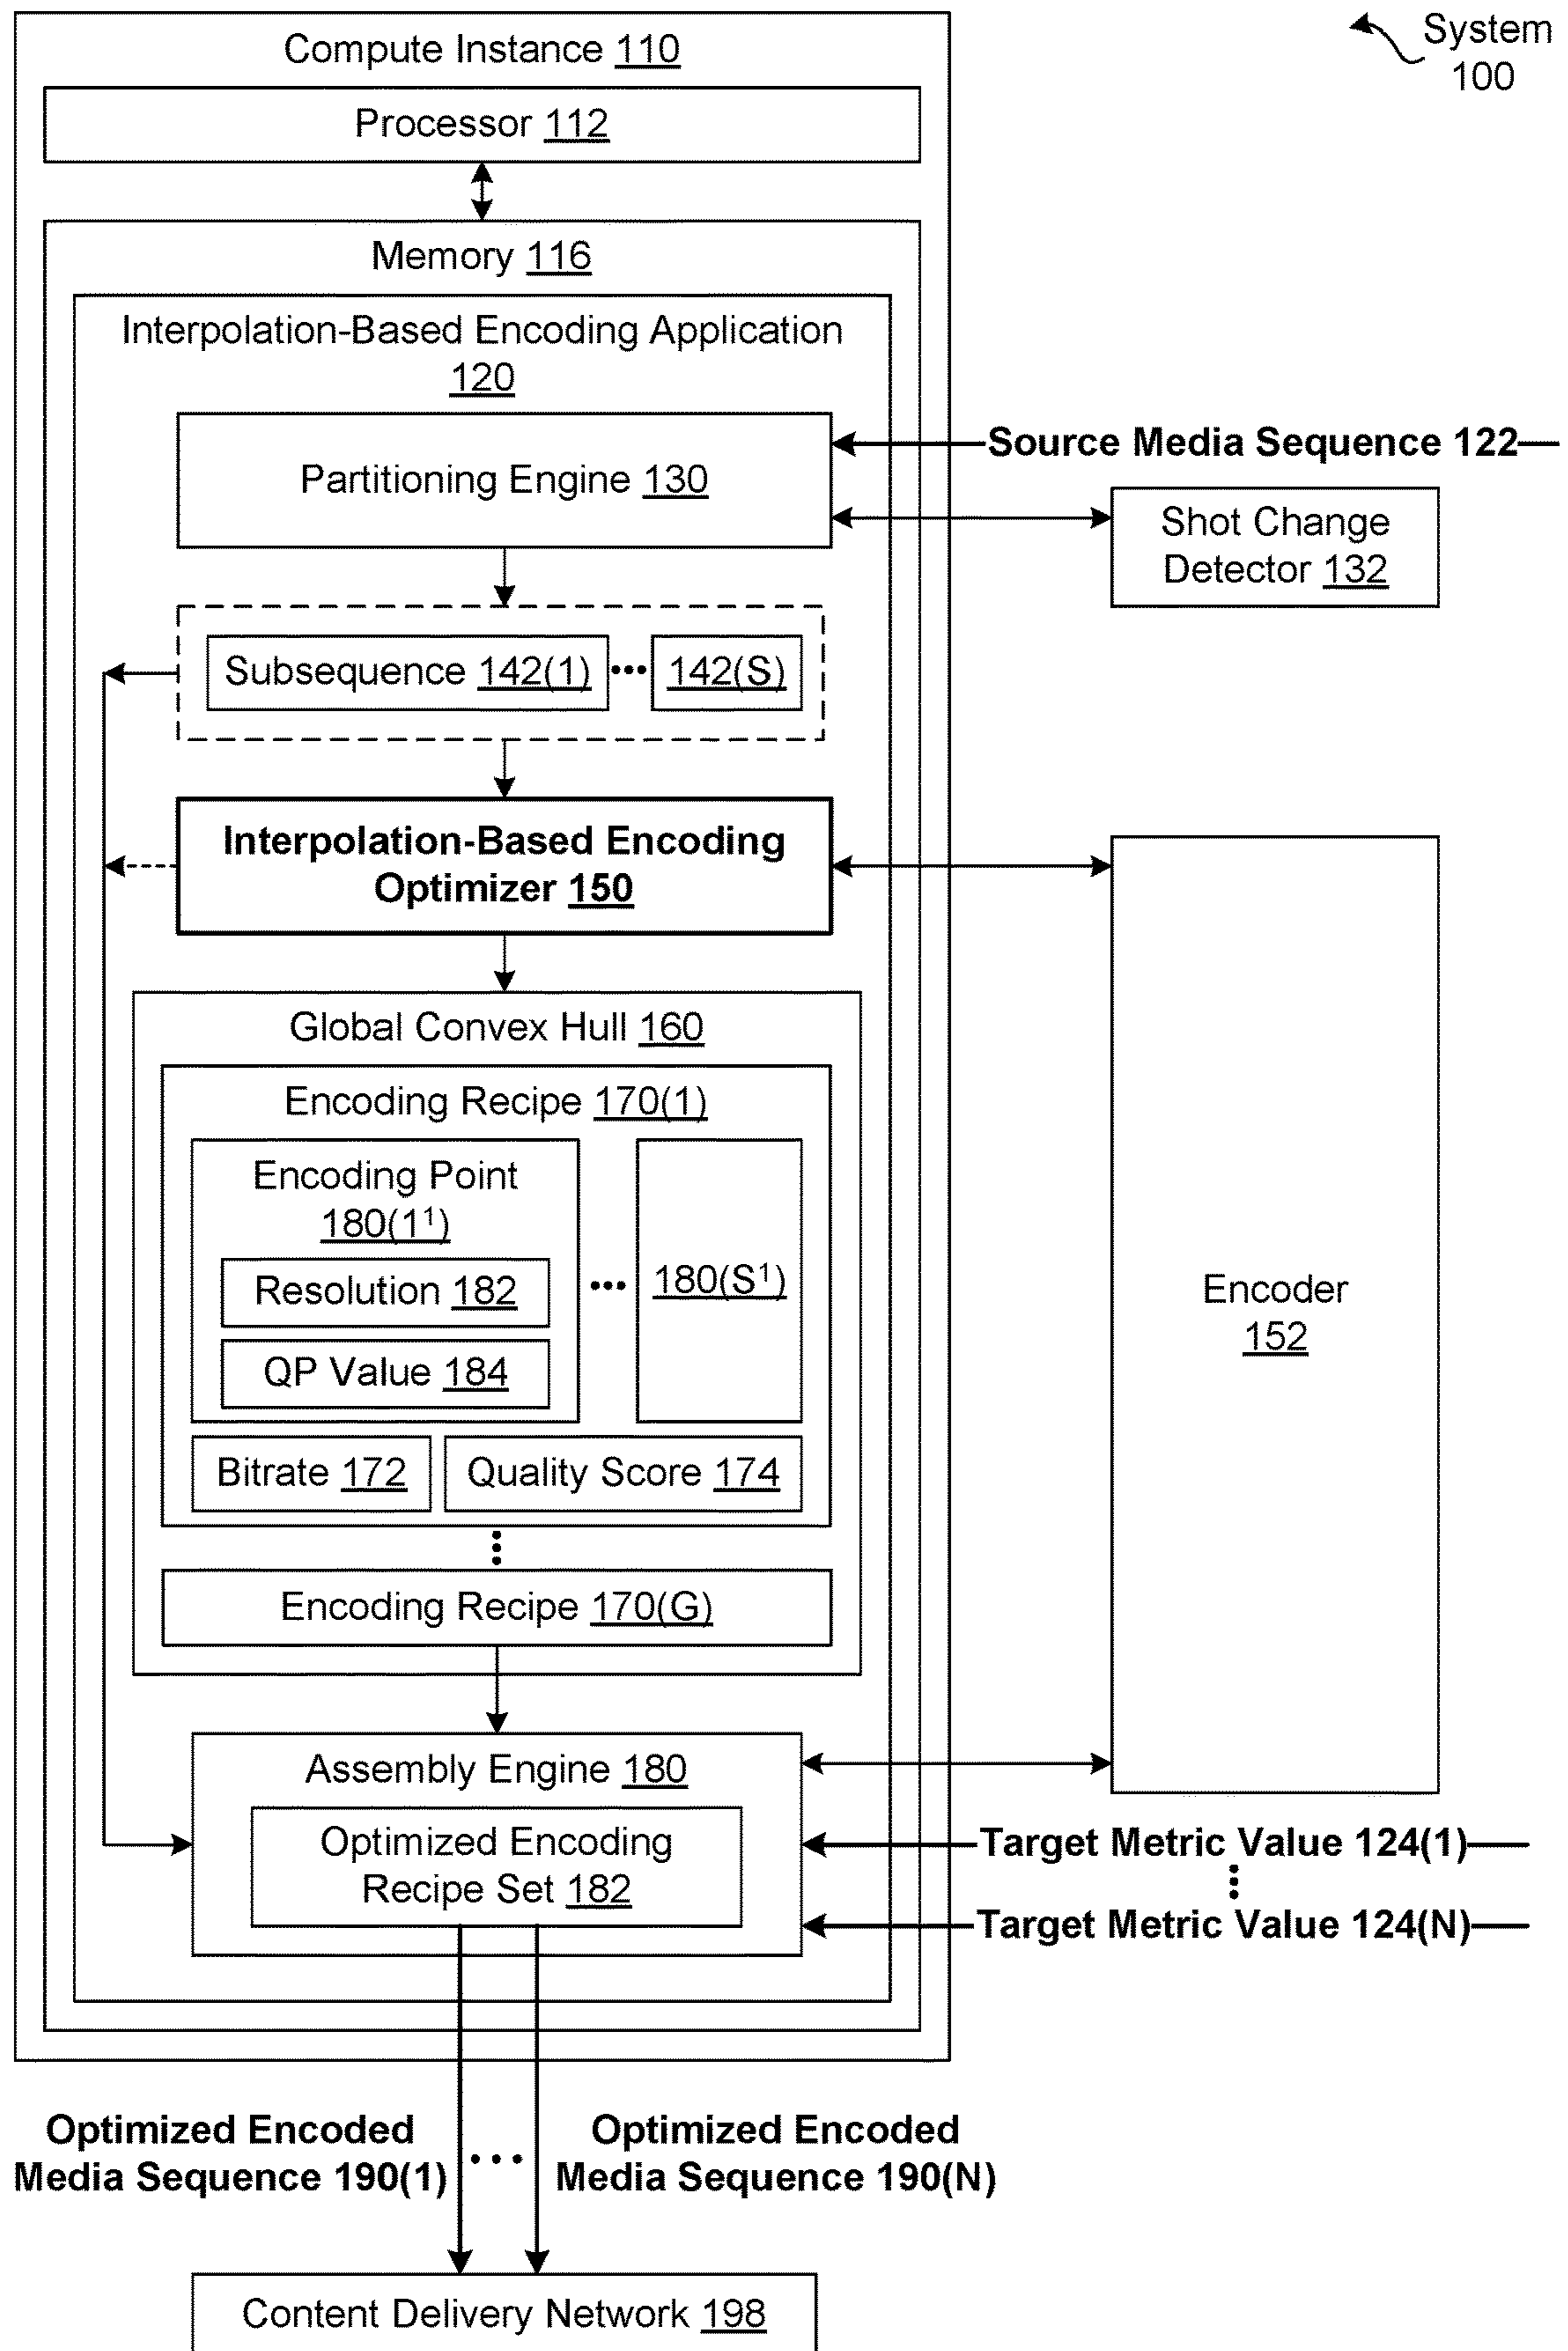 System
100
Compute Instance 110
Processor 112
Memory 116
Interpolation-Based Encoding Application
120
Source Media Sequence 122
Partitioning Engine 130
Shot Change
Detector 132
Subsequence 142(1) ••• 142(S)
Interpolation-Based Encoding
Optimizer 150
Encoder
152
Global Convex Hull 160
Encoding Recipe 170(1)
Encoding Point
180(1¹)
Resolution 182
QP Value 184
••• 180(S¹)
Bitrate 172
Quality Score 174
Encoding Recipe 170(G)
Assembly Engine 180
Optimized Encoding
Recipe Set 182
Target Metric Value 124(1)
Target Metric Value 124(N)
Optimized Encoded
Media Sequence 190(1)
• • •
Optimized Encoded
Media Sequence 190(N)
Content Delivery Network 198